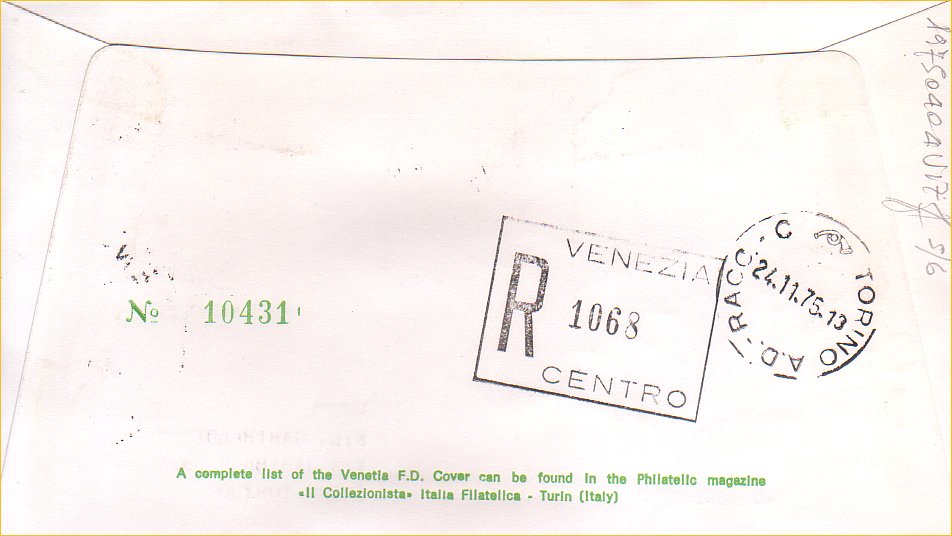 № 10431
VENEZIA
R 1068
CENTRO
TORINO A.D. - RACC. - C
24.11.75.13
A complete list of the Venetia F.D. Cover can be found in the Philatelic magazine
«Il Collezionista» Italia Filatelica - Turin (Italy)